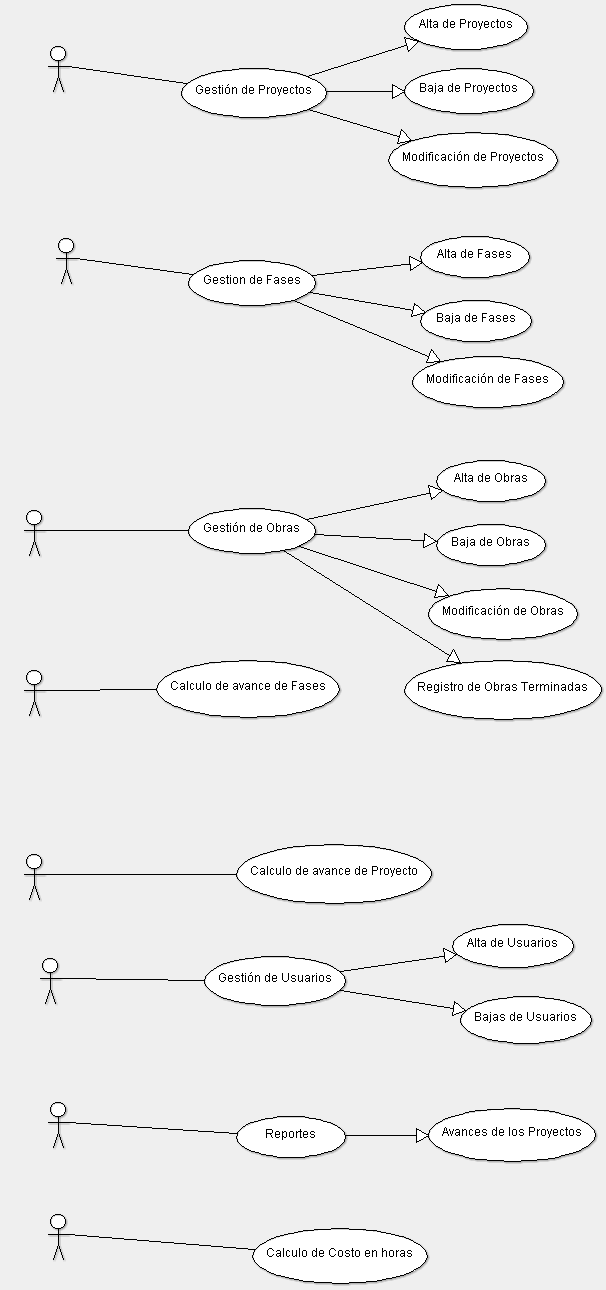 Alta de Proyectos
Gestión de Proyectos
Baja de Proyectos
Modificación de Proyectos
Alta de Fases
Gestion de Fases
Baja de Fases
Modificación de Fases
Alta de Obras
Gestión de Obras
Baja de Obras
Modificación de Obras
Calculo de avance de Fases
Registro de Obras Terminadas
Calculo de avance de Proyecto
Alta de Usuarios
Gestión de Usuarios
Bajas de Usuarios
Reportes
Avances de los Proyectos
Calculo de Costo en horas